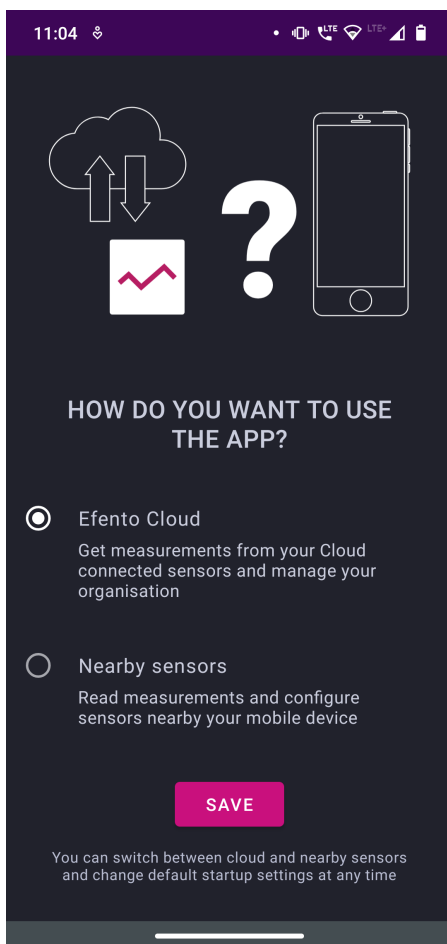 11:04 LTE LTE+
?
HOW DO YOU WANT TO USE
THE APP?
Efento Cloud
Get measurements from your Cloud
connected sensors and manage your
organisation
Nearby sensors
Read measurements and configure
sensors nearby your mobile device
SAVE
You can switch between cloud and nearby sensors
and change default startup settings at any time